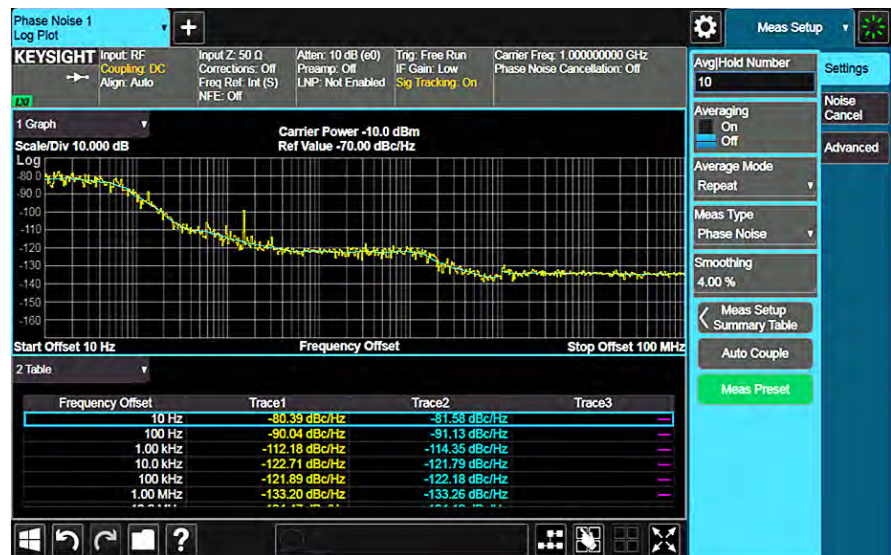 Phase Noise 1
Log Plot
Meas Setup
KEYSIGHT
Input: RF
Coupling: DC
Align: Auto
Input Z: 50 Ω
Corrections: Off
Freq Ref: Int (S)
NFE: Off
Atten: 10 dB (e0)
Preamp: Off
LNP: Not Enabled
Trig: Free Run
IF Gain: Low
Sig Tracking: On
Carrier Freq: 1.000000000 GHz
Phase Noise Cancellation: Off
LXI
1 Graph
Scale/Div 10.000 dB
Carrier Power -10.0 dBm
Ref Value -70.00 dBc/Hz
Log
-80.0
-90.0
-100
-110
-120
-130
-140
-150
-160
Start Offset 10 Hz
Frequency Offset
Stop Offset 100 MHz
2 Table
Frequency Offset Trace1 Trace2 Trace3
10 Hz -80.39 dBc/Hz -81.58 dBc/Hz —
100 Hz -90.04 dBc/Hz -91.13 dBc/Hz —
1.00 kHz -112.18 dBc/Hz -114.35 dBc/Hz —
10.0 kHz -122.71 dBc/Hz -121.79 dBc/Hz —
100 kHz -121.89 dBc/Hz -122.18 dBc/Hz —
1.00 MHz -133.20 dBc/Hz -133.26 dBc/Hz —
Avg|Hold Number
10
Averaging
On
Off
Average Mode
Repeat
Meas Type
Phase Noise
Smoothing
4.00 %
Meas Setup
Summary Table
Auto Couple
Meas Preset
Settings
Noise
Cancel
Advanced
?